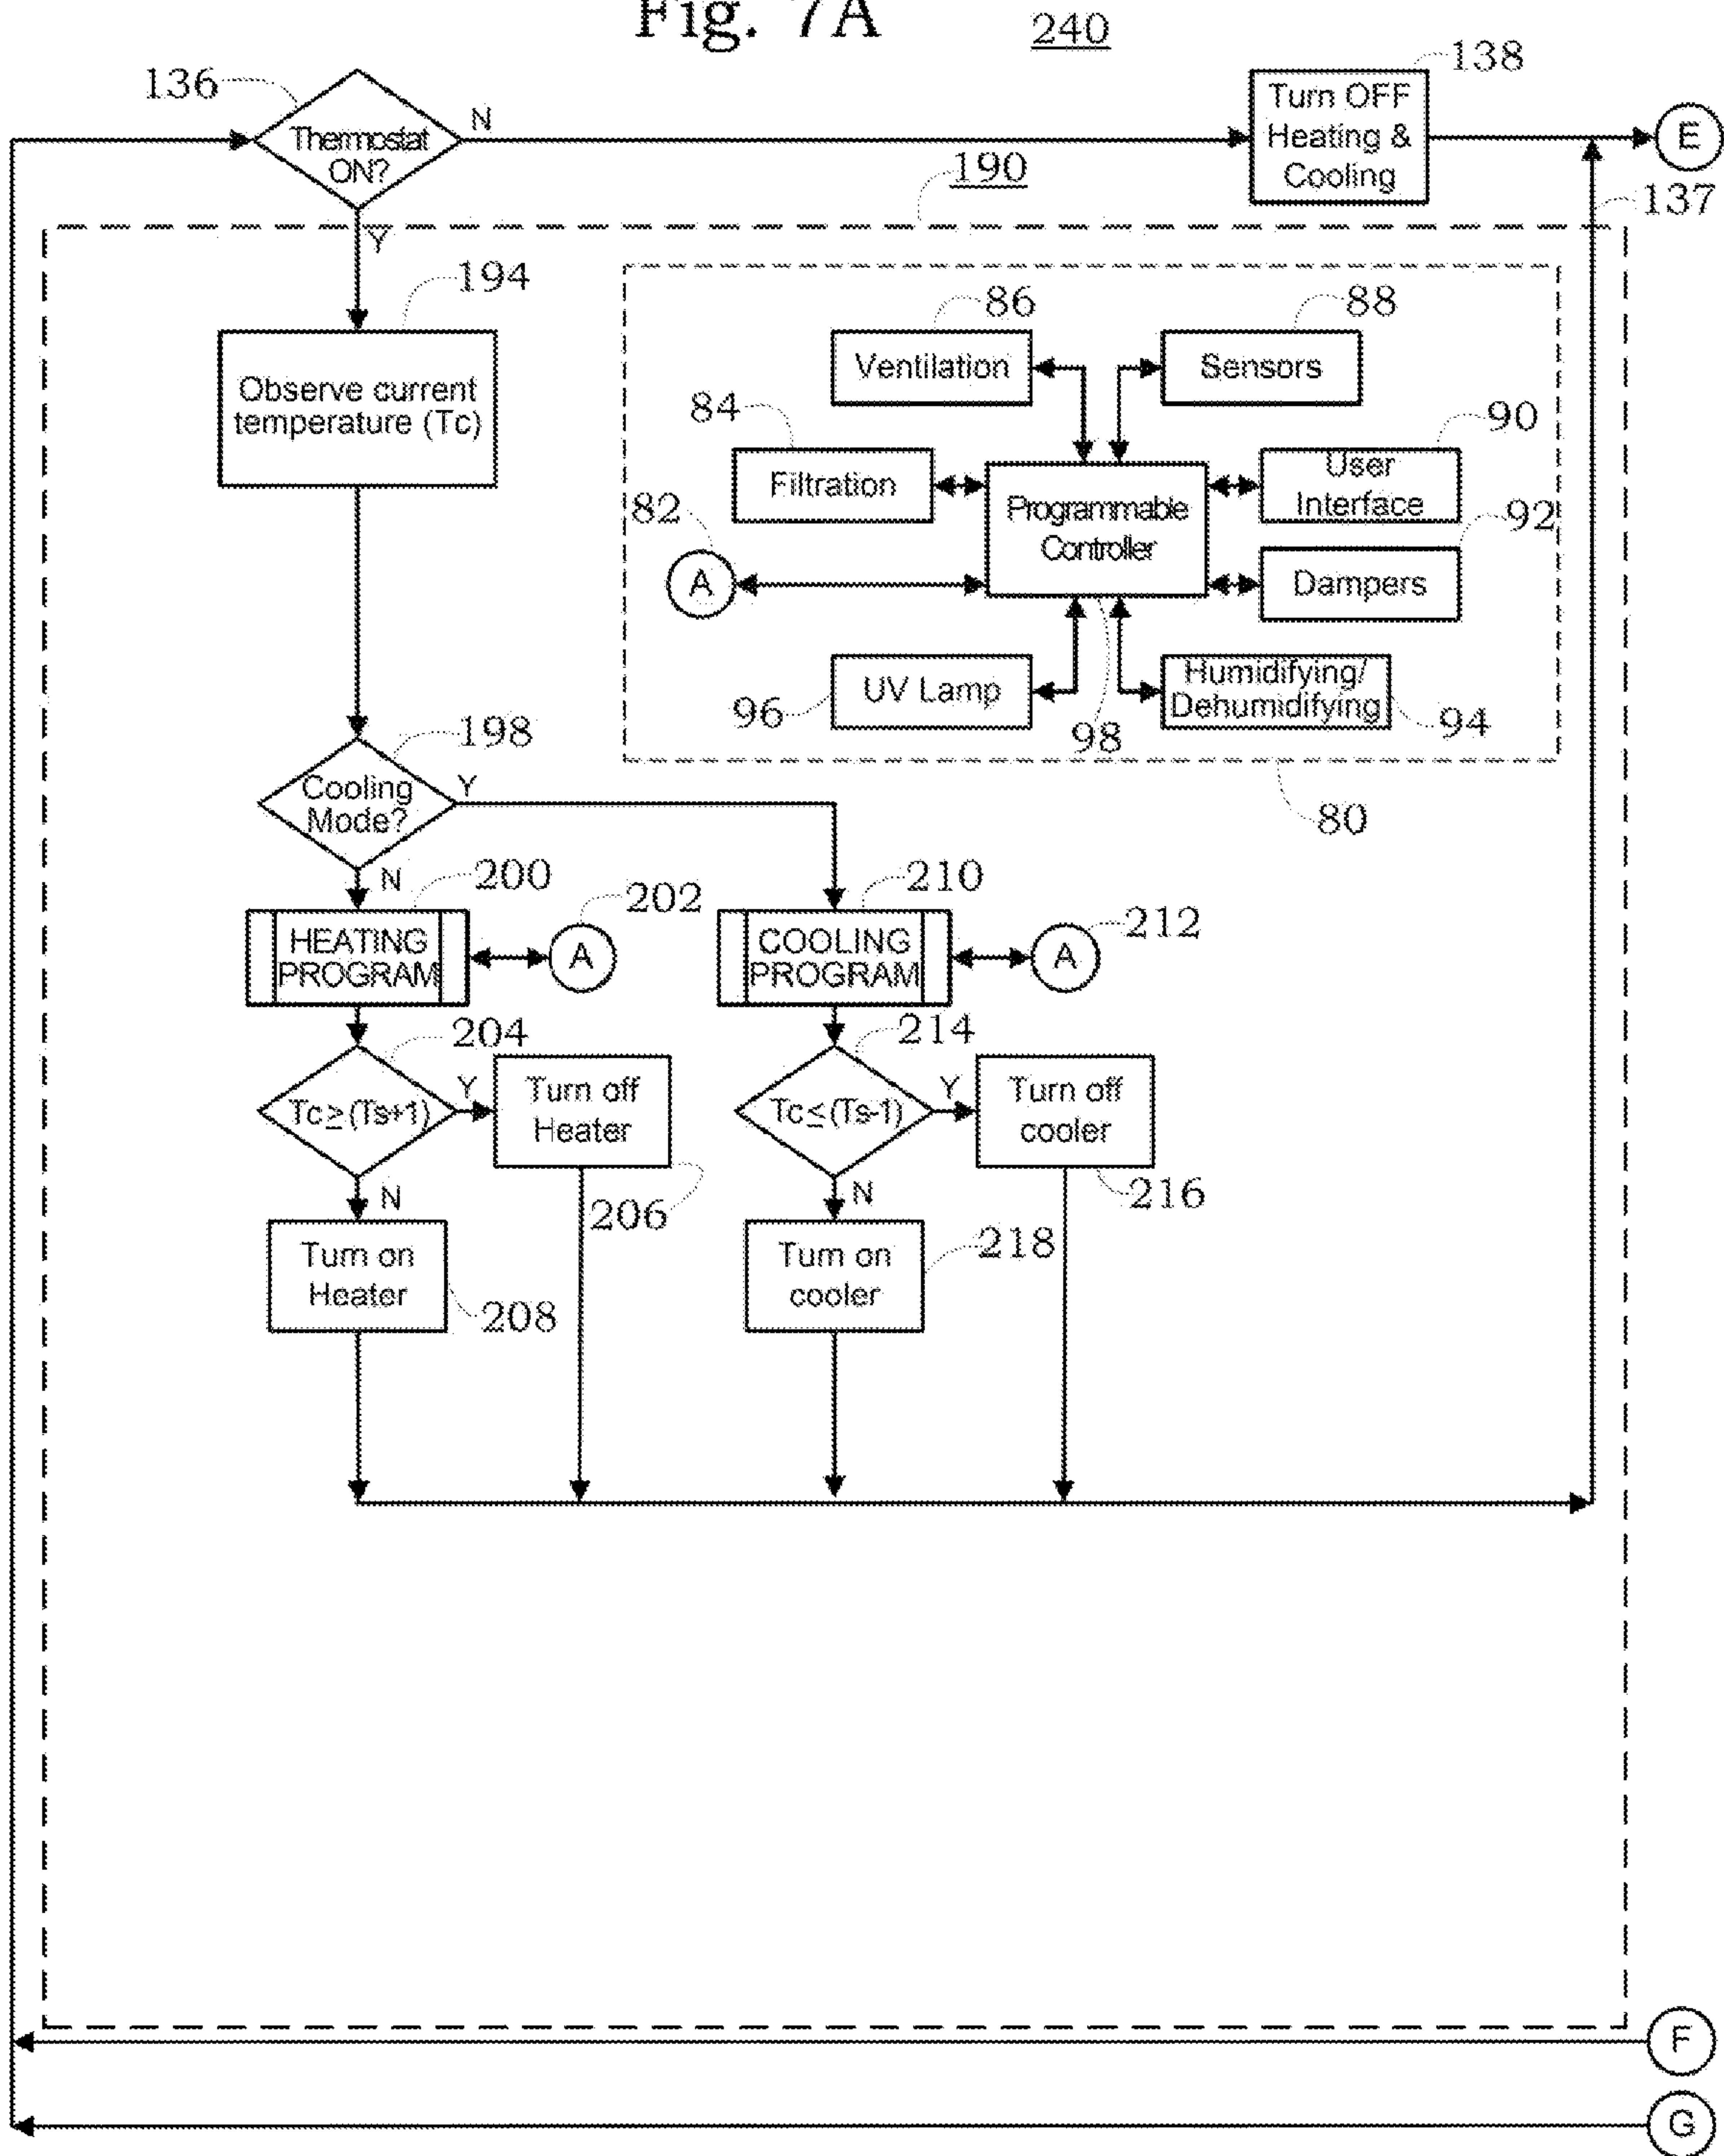 Fig. 7A
240
136
138
Thermostat
ON?
N
Turn OFF
Heating &
Cooling
E
190
137
Y
194
Observe current
temperature (Tc)
86
88
Ventilation
Sensors
84
90
Filtration
User
Interface
82
Programmable
Controller
92
A
Dampers
UV Lamp
Humidifying/
Dehumidifying
96
98
94
80
198
Cooling
Mode?
Y
N
200
202
210
212
HEATING
PROGRAM
A
COOLING
PROGRAM
A
204
214
Tc≥(Ts+1)
Y
Turn off
Heater
Tc≤(Ts-1)
Y
Turn off
cooler
N
206
N
216
Turn on
Heater
208
Turn on
cooler
218
F
G